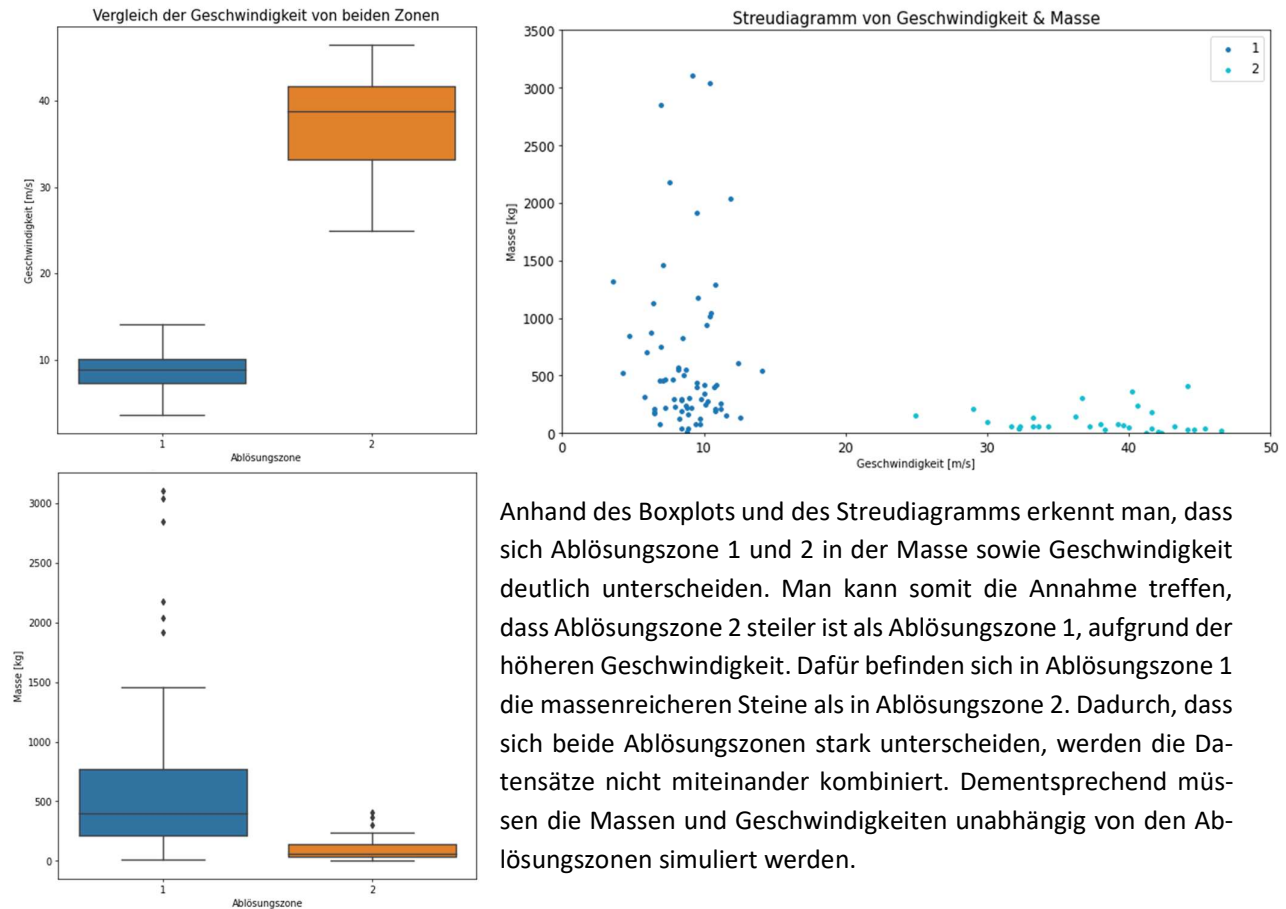 Vergleich der Geschwindigkeit von beiden Zonen
Geschwindigkeit [m/s]
40
30
20
10
1
2
Ablösungszone
Streudiagramm von Geschwindigkeit & Masse
1
2
Masse [kg]
3500
3000
2500
2000
1500
1000
500
0
0
10
20
30
40
50
Geschwindigkeit [m/s]
Masse [kg]
3000
2500
2000
1500
1000
500
0
1
2
Ablösungszone
Anhand des Boxplots und des Streudiagramms erkennt man, dass
sich Ablösungszone 1 und 2 in der Masse sowie Geschwindigkeit
deutlich unterscheiden. Man kann somit die Annahme treffen,
dass Ablösungszone 2 steiler ist als Ablösungszone 1, aufgrund der
höheren Geschwindigkeit. Dafür befinden sich in Ablösungszone 1
die massenreicheren Steine als in Ablösungszone 2. Dadurch, dass
sich beide Ablösungszonen stark unterscheiden, werden die Da-
tensätze nicht miteinander kombiniert. Dementsprechend müs-
sen die Massen und Geschwindigkeiten unabhängig von den Ab-
lösungszonen simuliert werden.